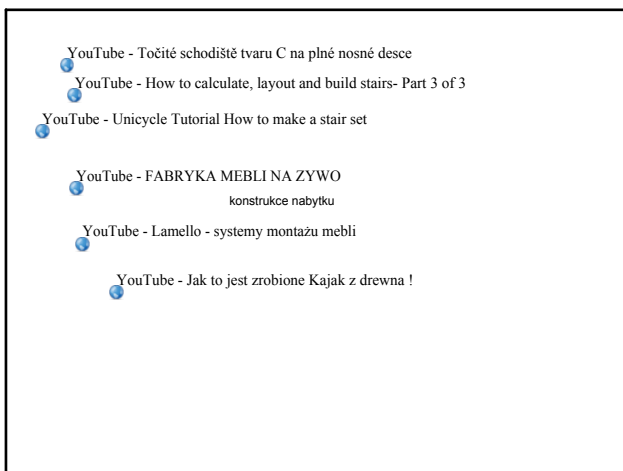 YouTube - Točité schodiště tvaru C na plné nosné desce
YouTube - How to calculate, layout and build stairs- Part 3 of 3
YouTube - Unicycle Tutorial How to make a stair set
YouTube - FABRYKA MEBLI NA ZYWO
konstrukce nabytku
YouTube - Lamello - systemy montażu mebli
YouTube - Jak to jest zrobione Kajak z drewna !